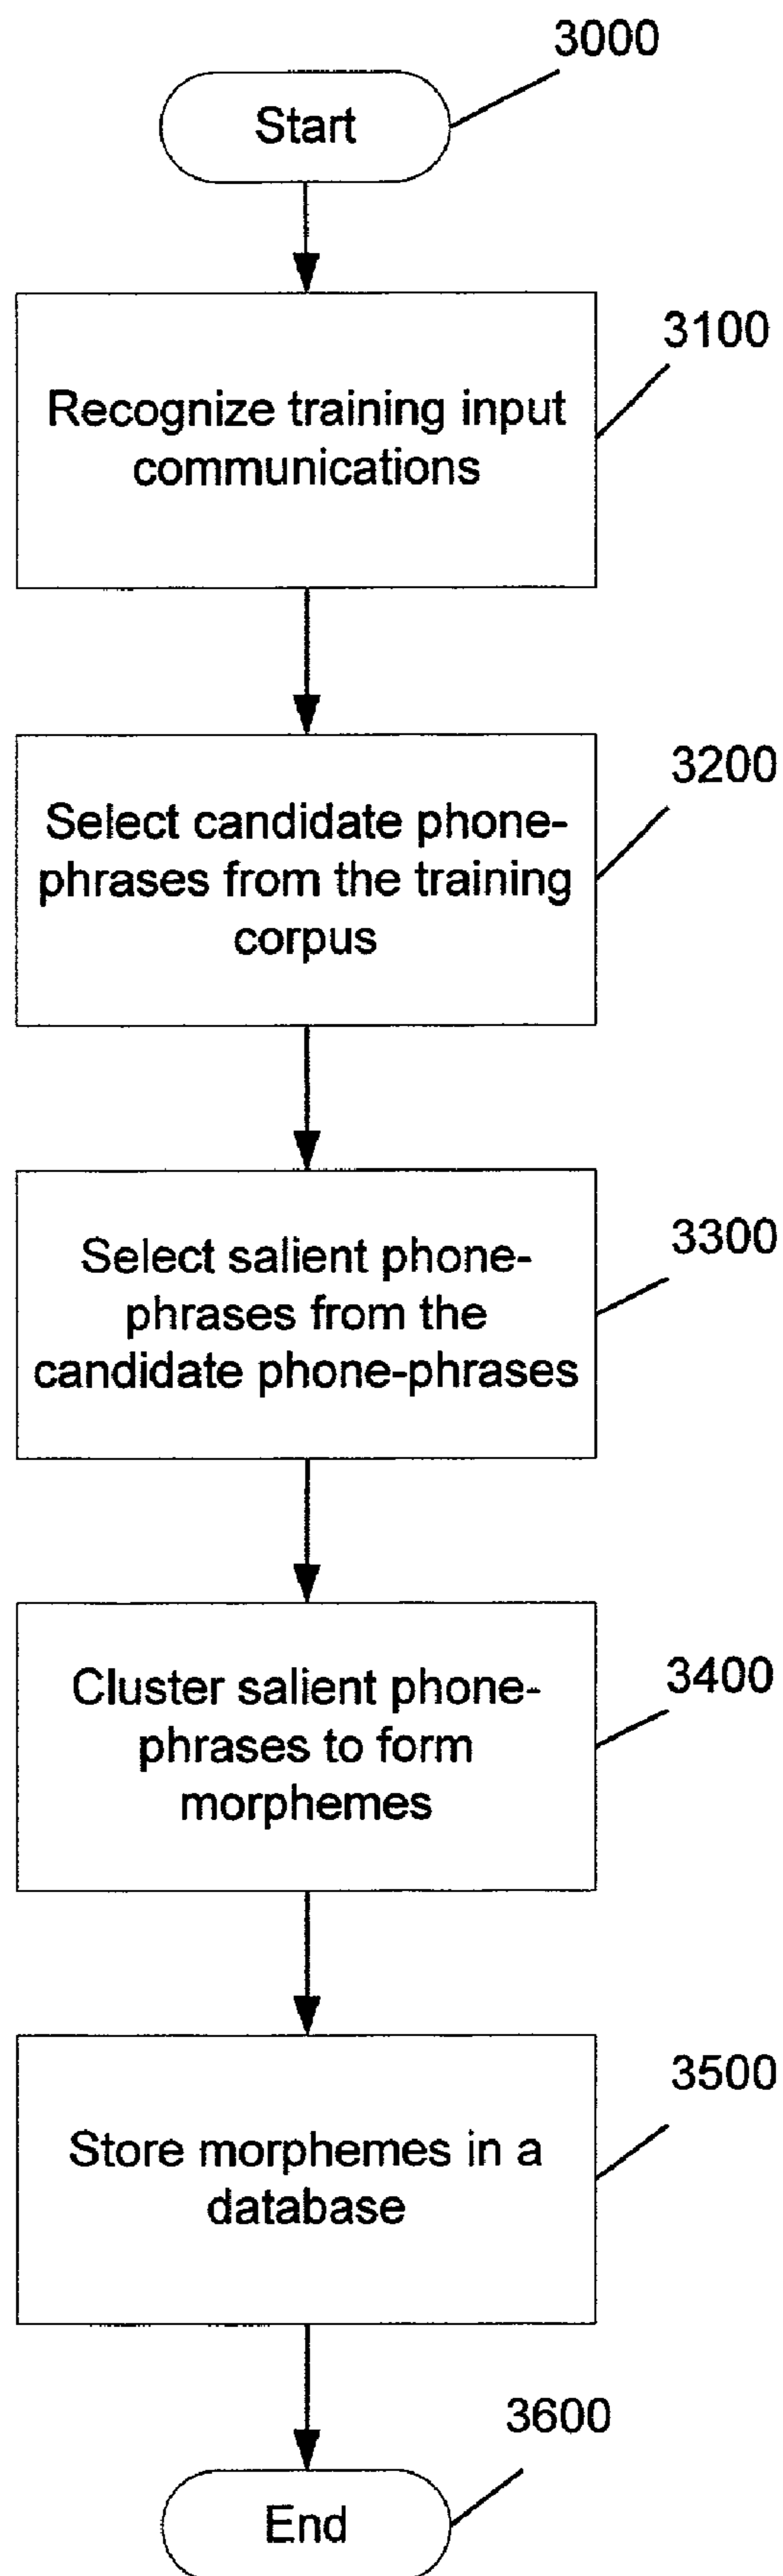 3000
Start
3100
Recognize training input
communications
3200
Select candidate phone-
phrases from the training
corpus
3300
Select salient phone-
phrases from the
candidate phone-phrases
3400
Cluster salient phone-
phrases to form
morphemes
3500
Store morphemes in a
database
3600
End